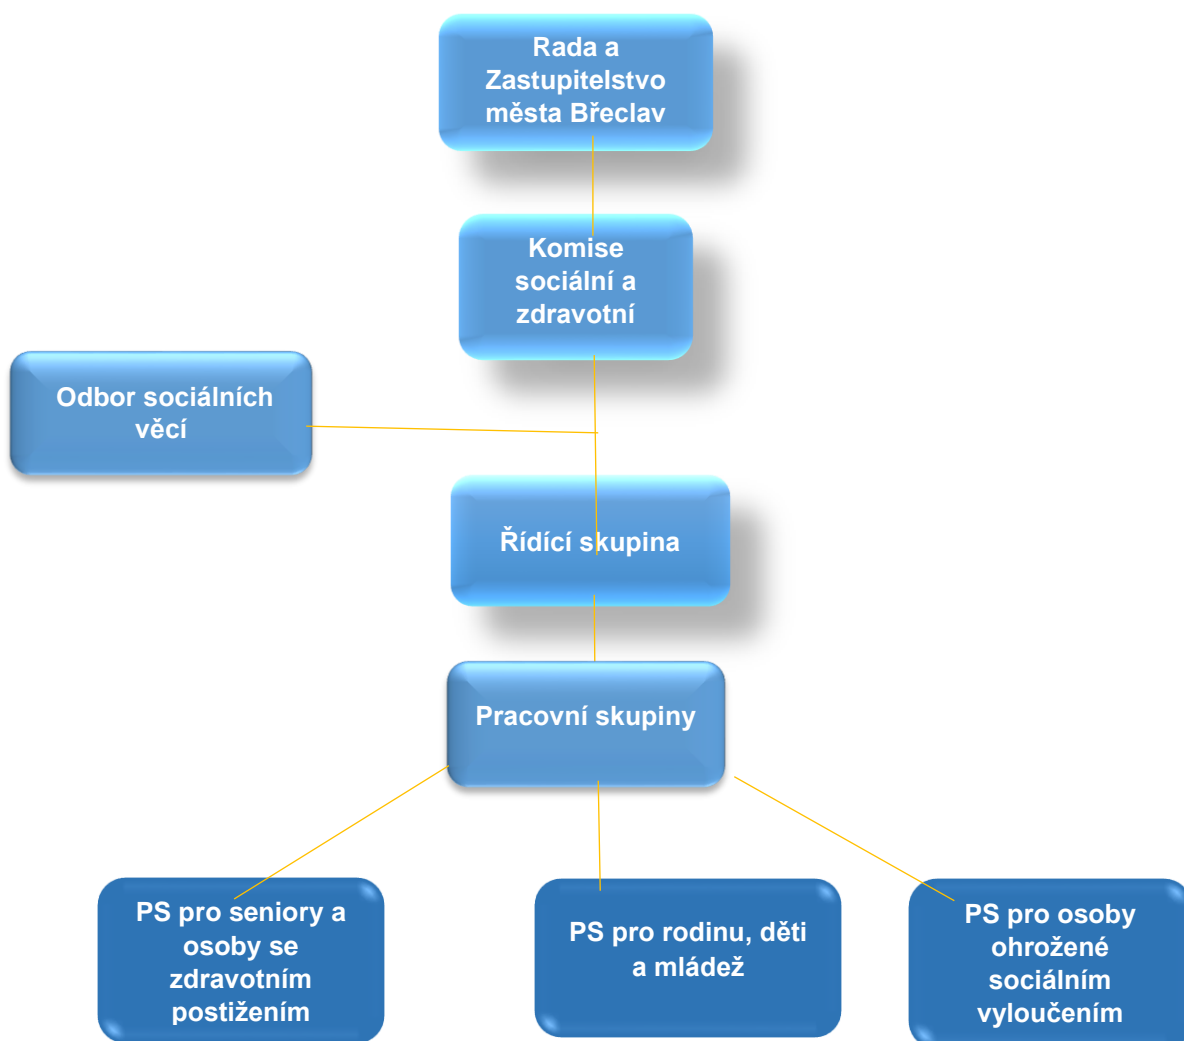 Rada a
Zastupitelstvo
města Břeclav
Komise
sociální a
zdravotní
Odbor sociálních
věcí
Řídící skupina
Pracovní skupiny
PS pro seniory a
osoby se
zdravotním
postižením
PS pro rodinu, děti
a mládež
PS pro osoby
ohrožené
sociálním
vyloučením